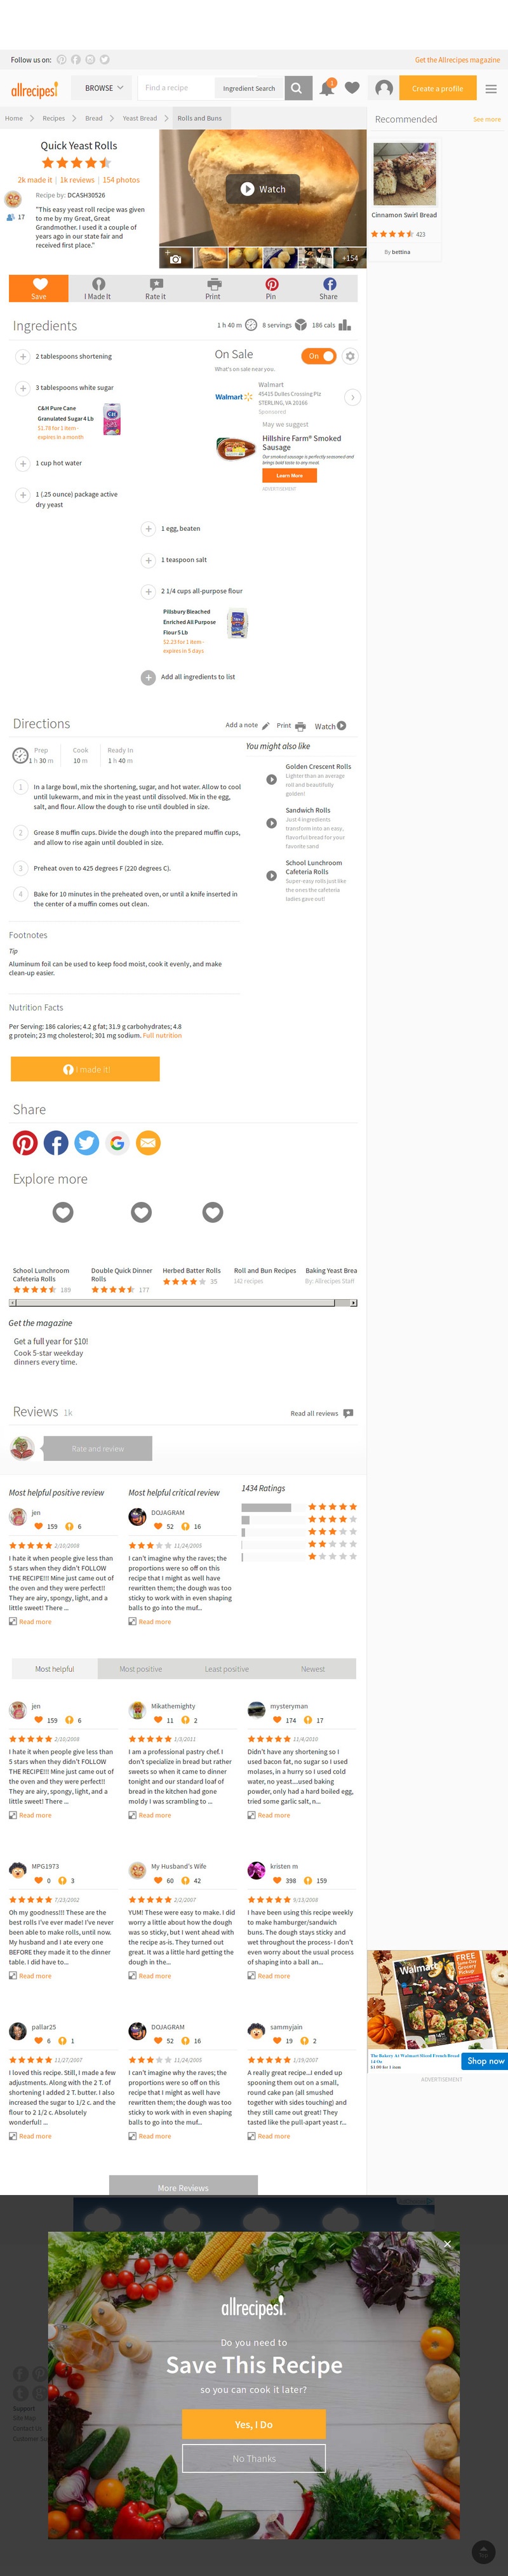 Follow us on:
Get the Allrecipes magazine
allrecipes!
BROWSE
Find a recipe
Ingredient Search
1
Create a profile
Home
Recipes
Bread
Yeast Bread
Rolls and Buns
Quick Yeast Rolls
2k made it | 1k reviews | 154 photos
Recipe by: DCASH30526
17
"This easy yeast roll recipe was given
to me by my Great, Great
Grandmother. I used it a couple of
years ago in our state fair and
received first place."
Watch
+154
Save
I Made It
Rate it
Print
Pin
Share
Recommended
See more
Cinnamon Swirl Bread
423
By bettina
Ingredients
1 h 40 m
8 servings
186 cals
2 tablespoons shortening
3 tablespoons white sugar
C&H Pure Cane
Granulated Sugar 4 Lb
$1.78 for 1 item -
expires in a month
1 cup hot water
1 (.25 ounce) package active
dry yeast
On Sale
On
What's on sale near you.
Walmart
Walmart
45415 Dulles Crossing Plz
STERLING, VA 20166
Sponsored
May we suggest
Hillshire Farm® Smoked
Sausage
Our smoked sausage is perfectly seasoned and
brings bold taste to any meal.
Learn More
ADVERTISEMENT
1 egg, beaten
1 teaspoon salt
2 1/4 cups all-purpose flour
Pillsbury Bleached
Enriched All Purpose
Flour 5 Lb
$2.23 for 1 item -
expires in 5 days
Add all ingredients to list
Directions
Add a note
Print
Watch
Prep
1 h 30 m
Cook
10 m
Ready In
1 h 40 m
1
In a large bowl, mix the shortening, sugar, and hot water. Allow to cool
until lukewarm, and mix in the yeast until dissolved. Mix in the egg,
salt, and flour. Allow the dough to rise until doubled in size.
2
Grease 8 muffin cups. Divide the dough into the prepared muffin cups,
and allow to rise again until doubled in size.
3
Preheat oven to 425 degrees F (220 degrees C).
4
Bake for 10 minutes in the preheated oven, or until a knife inserted in
the center of a muffin comes out clean.
You might also like
Golden Crescent Rolls
Lighter than an average
roll and beautifully
golden!
Sandwich Rolls
Just 4 ingredients
transform into an easy,
flavorful bread for your
favorite sand
School Lunchroom
Cafeteria Rolls
Super-easy rolls just like
the ones the cafeteria
ladies gave out!
Footnotes
Tip
Aluminum foil can be used to keep food moist, cook it evenly, and make
clean-up easier.
Nutrition Facts
Per Serving: 186 calories; 4.2 g fat; 31.9 g carbohydrates; 4.8
g protein; 23 mg cholesterol; 301 mg sodium. Full nutrition
I made it!
Share
Explore more
School Lunchroom
Cafeteria Rolls
189
Double Quick Dinner
Rolls
177
Herbed Batter Rolls
35
Roll and Bun Recipes
142 recipes
Baking Yeast Brea
By: Allrecipes Staff
Get the magazine
Get a full year for $10!
Cook 5-star weekday
dinners every time.
Reviews 1k
Read all reviews
Rate and review
Most helpful positive review
jen
159
6
2/10/2008
I hate it when people give less than
5 stars when they didn't FOLLOW
THE RECIPE!!! Mine just came out of
the oven and they were perfect!!
They are airy, spongy, light, and a
little sweet! There ...
Read more
Most helpful critical review
DOJAGRAM
52
16
11/24/2005
I can't imagine why the raves; the
proportions were so off on this
recipe that I might as well have
rewritten them; the dough was too
sticky to work with in even shaping
balls to go into the muf...
Read more
1434 Ratings
Most helpful
Most positive
Least positive
Newest
jen
159
6
2/10/2008
I hate it when people give less than
5 stars when they didn't FOLLOW
THE RECIPE!!! Mine just came out of
the oven and they were perfect!!
They are airy, spongy, light, and a
little sweet! There ...
Read more
Mikathemighty
11
2
1/3/2011
I am a professional pastry chef. I
don't specialize in bread but rather
sweets so when it came to dinner
tonight and our standard loaf of
bread in the kitchen had gone
moldy I was scrambling to ...
Read more
mysteryman
174
17
11/4/2010
Didn't have any shortening so I
used bacon fat, no sugar so I used
molasses, in a hurry so I used cold
water, no yeast....used baking
powder, only had a hard boiled egg,
tried some garlic salt, n...
Read more
MPG1973
0
3
7/23/2002
Oh my goodness!!! These are the
best rolls I've ever made! I've never
been able to make rolls, until now.
My husband and I ate every one
BEFORE they made it to the dinner
table. I did have to...
Read more
My Husband's Wife
60
42
2/2/2007
YUM! These were easy to make. I did
worry a little about how the dough
was so sticky, but I went ahead with
the recipe as-is. They turned out
great. It was a little hard getting the
dough in the...
Read more
kristen m
398
159
9/13/2008
I have been using this recipe weekly
to make hamburger/sandwich
buns. The dough stays sticky and
wet throughout the process- I don't
even worry about the usual process
of shaping into a ball an...
Read more
pallar25
6
1
11/27/2007
I loved this recipe. Still, I made a few
adjustments. Along with the 2 T. of
shortening I added 2 T. butter. I also
increased the sugar to 1/2 c. and the
flour to 2 1/2 c. Absolutely
wonderful! ...
Read more
DOJAGRAM
52
16
11/24/2005
I can't imagine why the raves; the
proportions were so off on this
recipe that I might as well have
rewritten them; the dough was too
sticky to work with in even shaping
balls to go into the muf...
Read more
sammyjain
19
2
1/19/2007
A really great recipe...I ended up
spooning them out on a small,
round cake pan (all smushed
together with sides touching) and
they still came out great! They
tasted like the pull-apart yeast r...
Read more
Walmart
FREE
Grocery
Pickup!
The Bakery At Walmart Sliced French Bread
14 Oz
$1.00 for 1 item
Shop now
ADVERTISEMENT
More Reviews
allrecipes!
Do you need to
Save This Recipe
so you can cook it later?
Yes, I Do
No Thanks
Support
Site Map
Contact Us